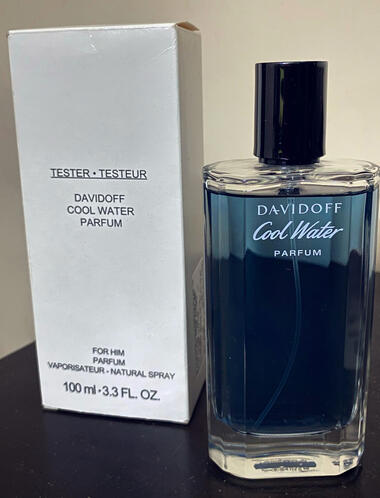 TESTER • TESTEUR
DAVIDOFF
COOL WATER
PARFUM
FOR HIM
PARFUM
VAPORISATEUR - NATURAL SPRAY
100 ml • 3.3 FL. OZ.
DAVIDOFF
Cool Water
PARFUM